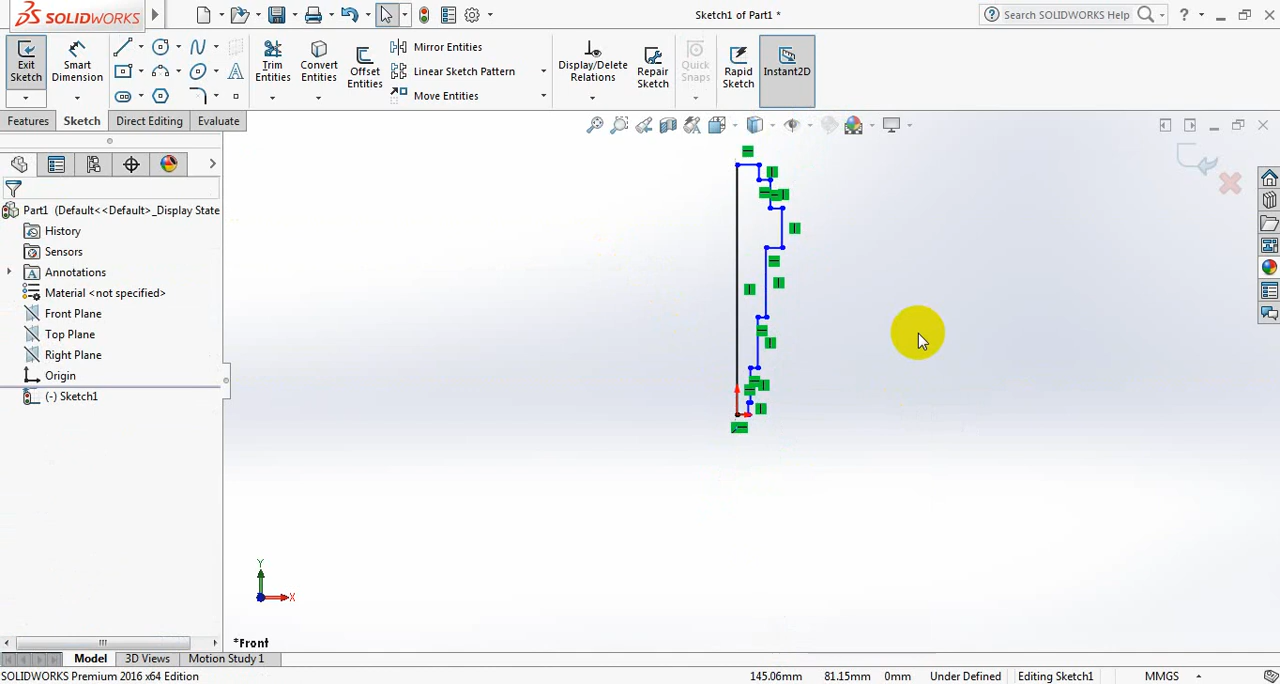 SOLIDWORKS
Sketch1 of Part1 *
Search SOLIDWORKS Help
?
Exit Sketch
Smart Dimension
Trim Entities
Convert Entities
Offset Entities
Mirror Entities
Linear Sketch Pattern
Move Entities
Display/Delete Relations
Repair Sketch
Quick Snaps
Rapid Sketch
Instant2D
Features
Sketch
Direct Editing
Evaluate
Part1 (Default<<Default>_Display State
History
Sensors
Annotations
Material <not specified>
Front Plane
Top Plane
Right Plane
Origin
(-) Sketch1
Y
X
*Front
Model
3D Views
Motion Study 1
SOLIDWORKS Premium 2016 x64 Edition
145.06mm
81.15mm
0mm
Under Defined
Editing Sketch1
MMGS